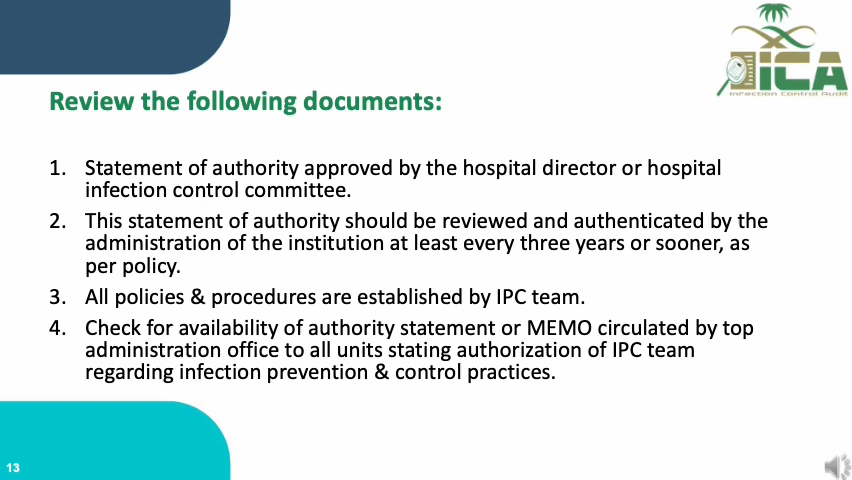 iCA
Infection Control Audit
Review the following documents:
1. Statement of authority approved by the hospital director or hospital
infection control committee.
2. This statement of authority should be reviewed and authenticated by the
administration of the institution at least every three years or sooner, as
per policy.
3. All policies & procedures are established by IPC team.
4. Check for availability of authority statement or MEMO circulated by top
administration office to all units stating authorization of IPC team
regarding infection prevention & control practices.
13